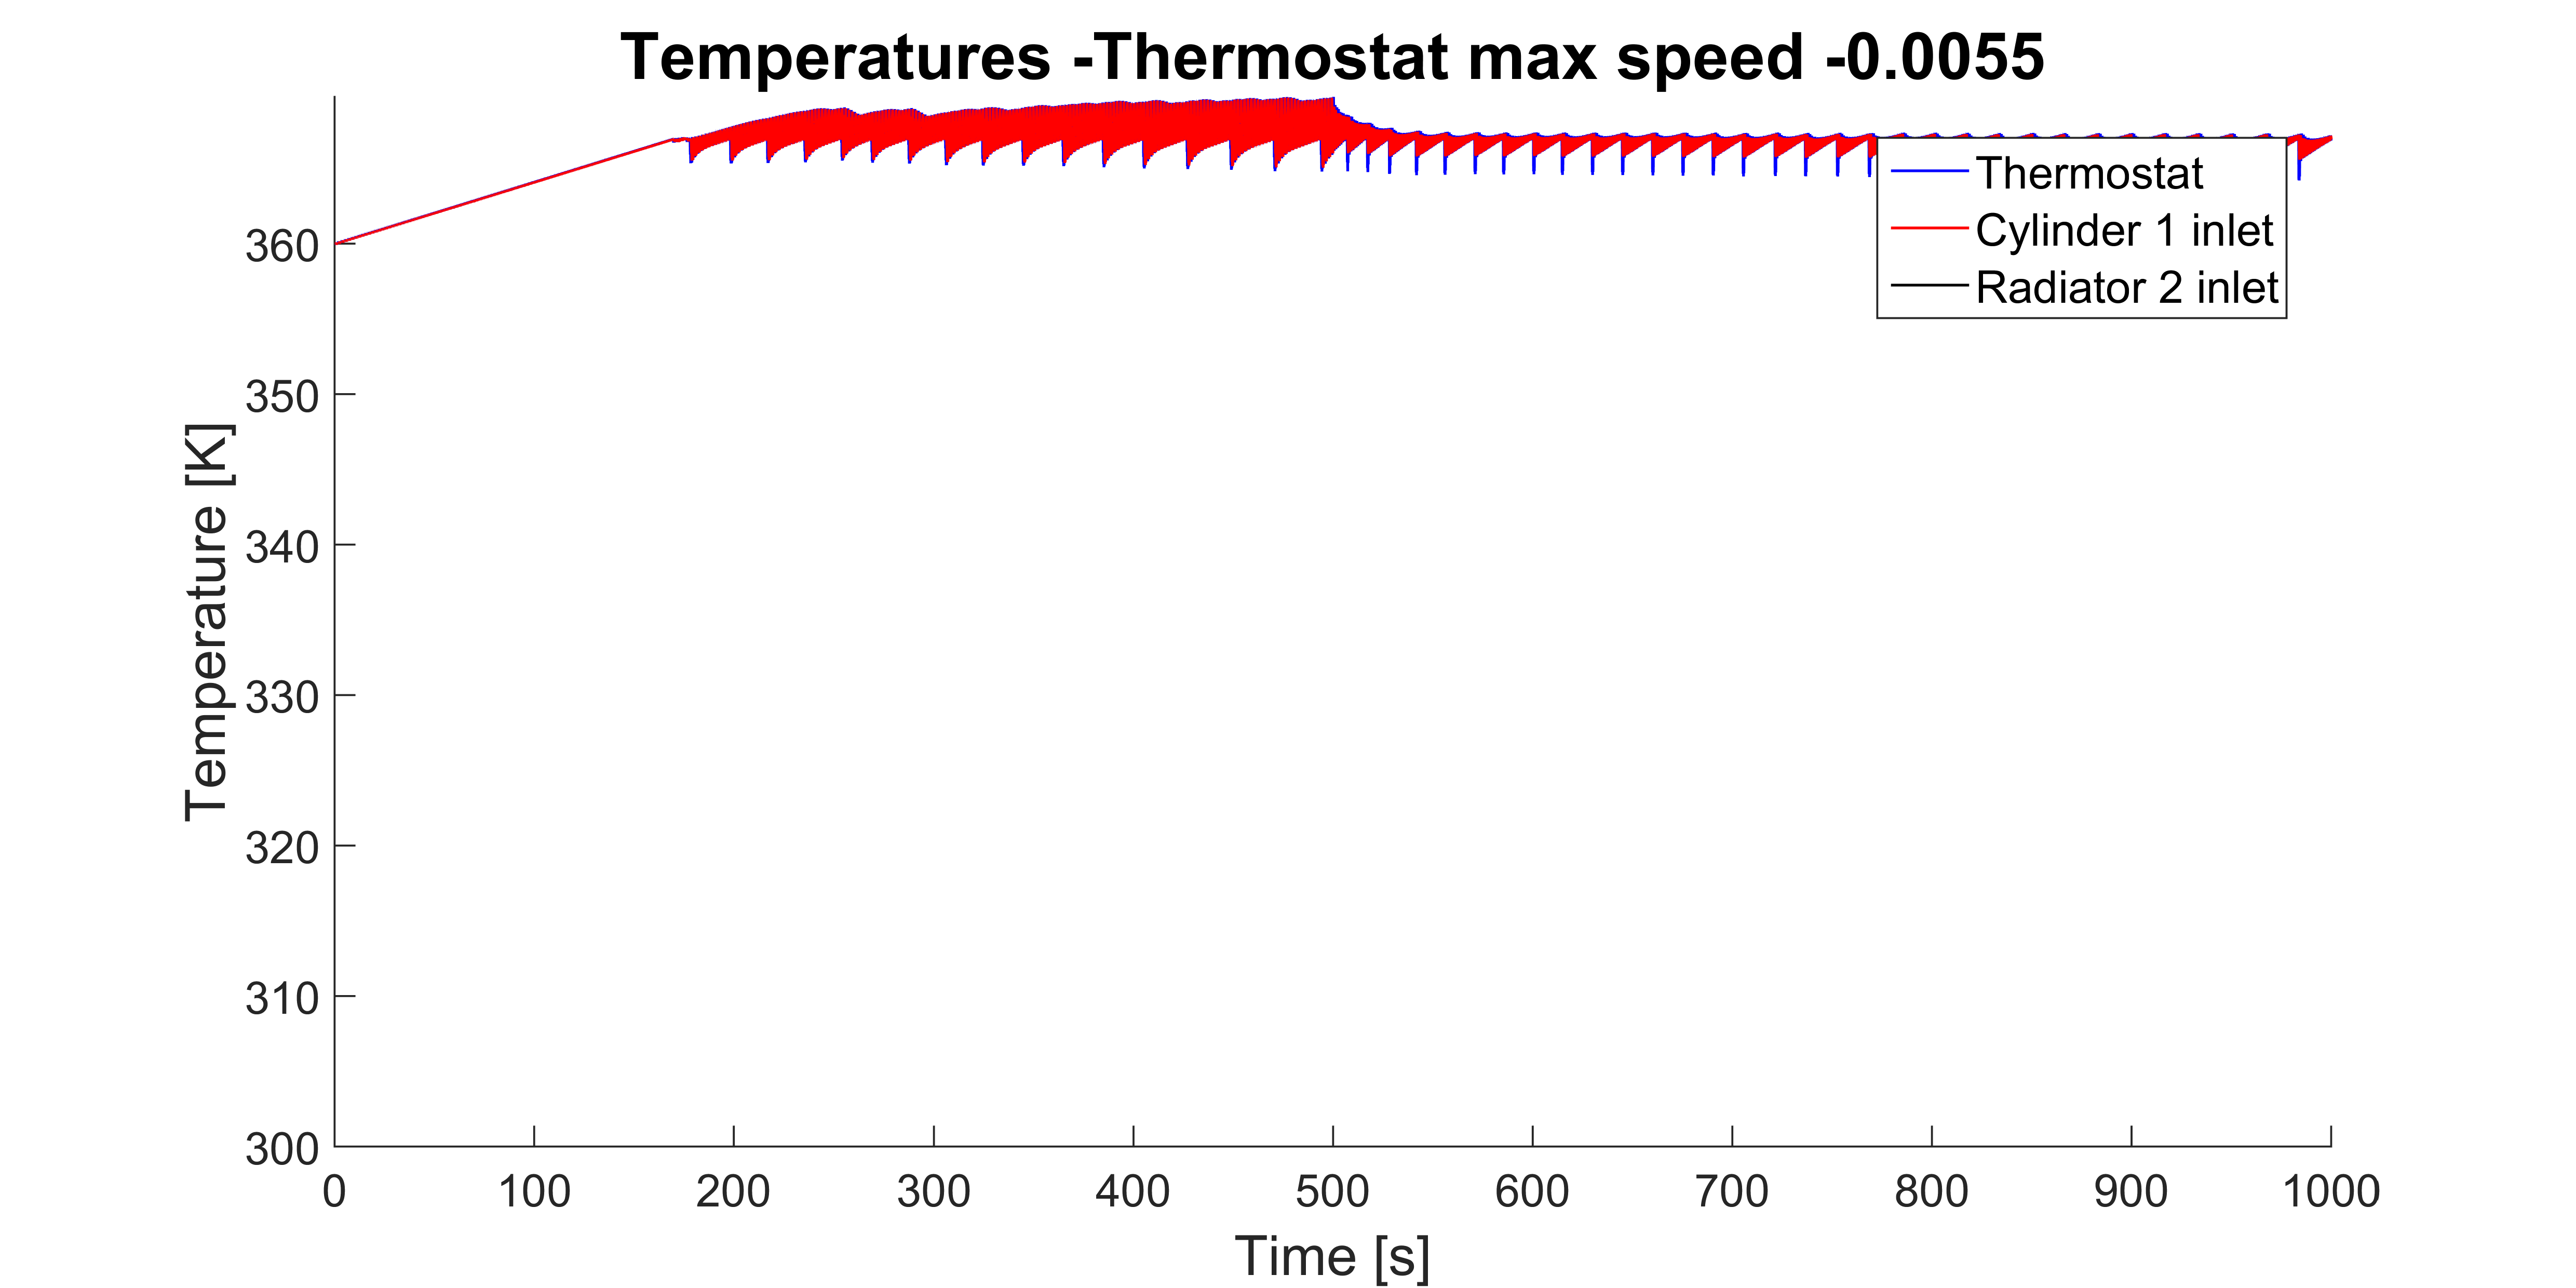 Temperatures -Thermostat max speed -0.0055
Thermostat
Cylinder 1 inlet
Radiator 2 inlet
360
350
340
330
320
310
300
Temperature [K]
0 100 200 300 400 500 600 700 800 900 1000
Time [s]